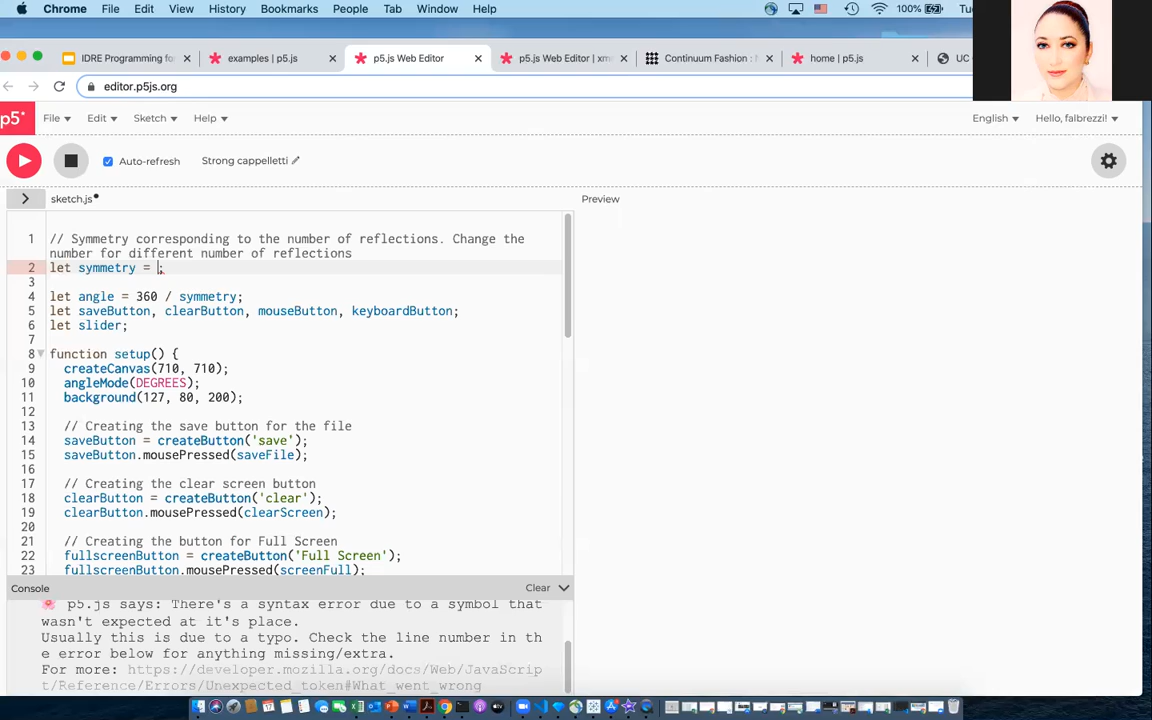 Chrome File Edit View History Bookmarks People Tab Window Help 100% Tu
IDRE Programming fo examples | p5.js p5.js Web Editor p5.js Web Editor | xm Continuum Fashion : home | p5.js UC
editor.p5js.org
p5* File Edit Sketch Help English Hello, falbrezzi!
Auto-refresh Strong cappelletti
> sketch.js• Preview
1 // Symmetry corresponding to the number of reflections. Change the
number for different number of reflections
2 let symmetry = ;
3
4 let angle = 360 / symmetry;
5 let saveButton, clearButton, mouseButton, keyboardButton;
6 let slider;
7
8 function setup() {
9 createCanvas(710, 710);
10 angleMode(DEGREES);
11 background(127, 80, 200);
12
13 // Creating the save button for the file
14 saveButton = createButton('save');
15 saveButton.mousePressed(saveFile);
16
17 // Creating the clear screen button
18 clearButton = createButton('clear');
19 clearButton.mousePressed(clearScreen);
20
21 // Creating the button for Full Screen
22 fullscreenButton = createButton('Full Screen');
23 fullscreenButton.mousePressed(screenFull);
Console Clear
🌸 p5.js says: There's a syntax error due to a symbol that
wasn't expected at it's place.
Usually this is due to a typo. Check the line number in th
e error below for anything missing/extra.
For more: https://developer.mozilla.org/docs/Web/JavaScrip
t/Reference/Errors/Unexpected_token#What_went_wrong